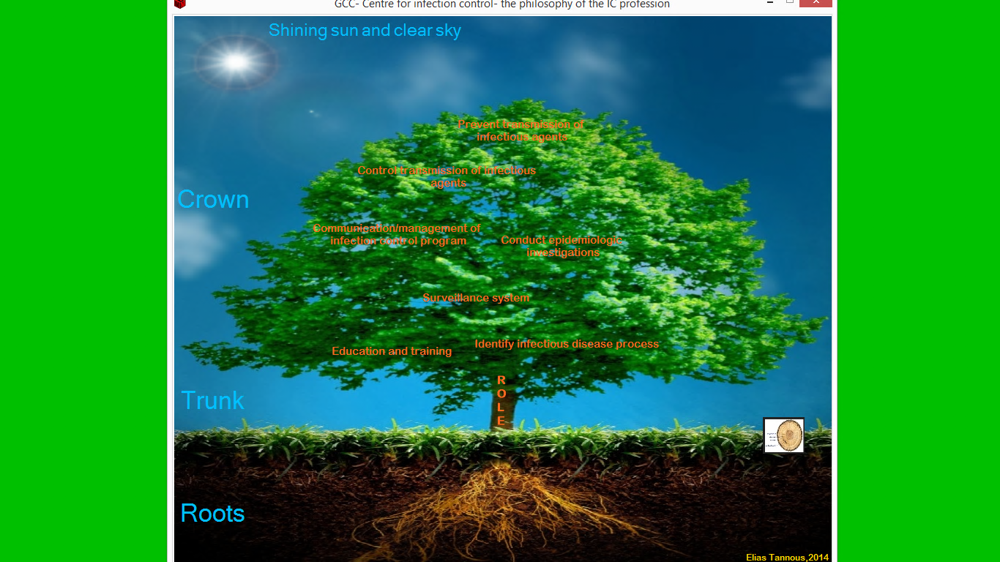 GCC- Centre for infection control- the philosophy of the IC profession
Shining sun and clear sky
Prevent transmission of
infectious agents
Control transmission of infectious
agents
Crown
Communication/management of
infection control program
Conduct epidemiologic
investigations
Surveillance system
Identify infectious disease process
Education and training
R
O
L
E
Trunk
Roots
Elias Tannous,2014